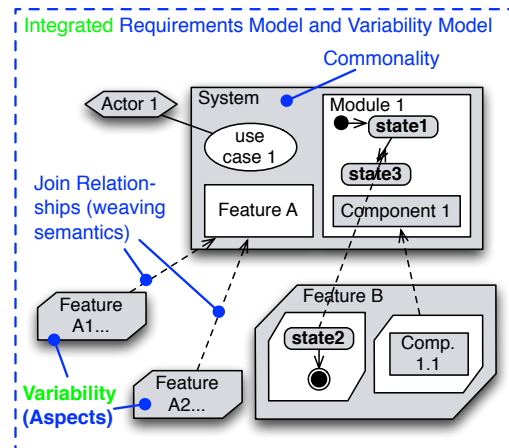 Integrated Requirements Model and Variability Model
Commonality
Actor 1
System
use
case 1
Module 1
state1
state3
Component 1
Feature A
Join Relation-
ships (weaving
semantics)
Feature
A1...
Feature B
state2
Comp.
1.1
Feature
A2...
Variability
(Aspects)